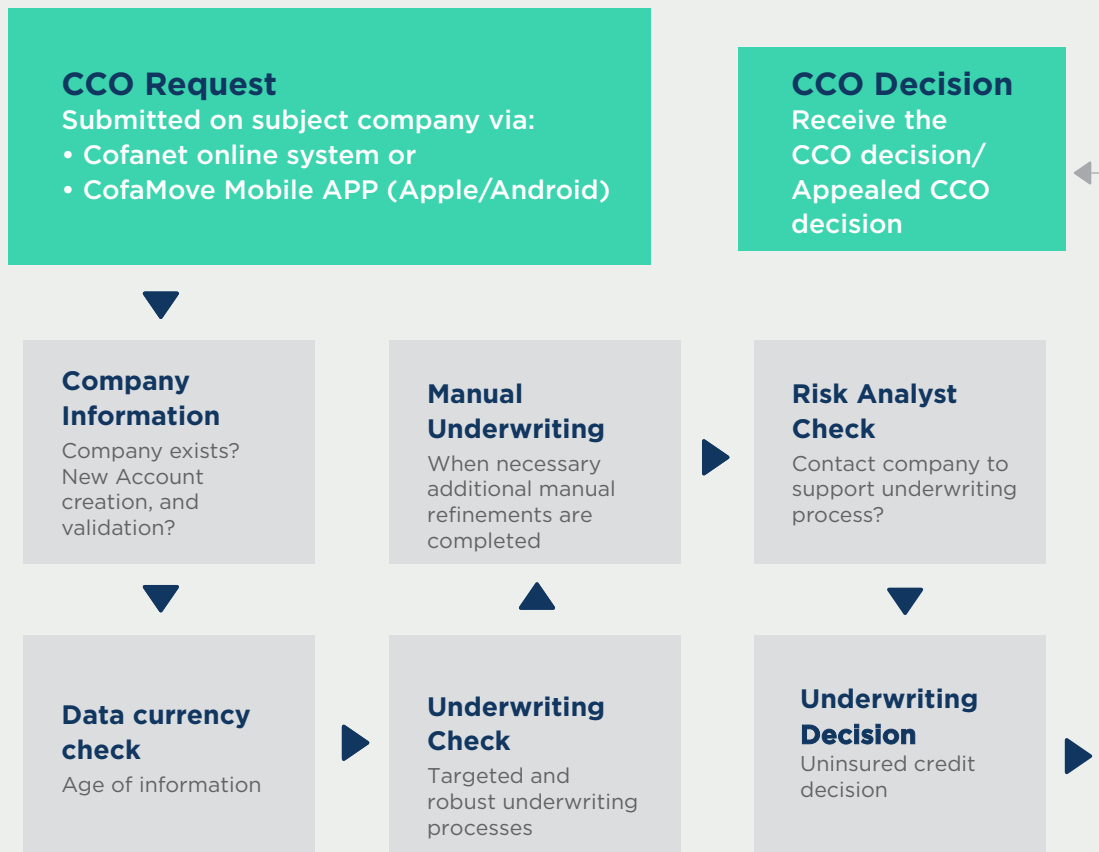 CCO Request
Submitted on subject company via:
• Cofanet online system or
• CofaMove Mobile APP (Apple/Android)
CCO Decision
Receive the
CCO decision/
Appealed CCO
decision
Company
Information
Company exists?
New Account
creation, and
validation?
Manual
Underwriting
When necessary
additional manual
refinements are
completed
Risk Analyst
Check
Contact company to
support underwriting
process?
Data currency
check
Age of information
Underwriting
Check
Targeted and
robust underwriting
processes
Underwriting
Decision
Uninsured credit
decision